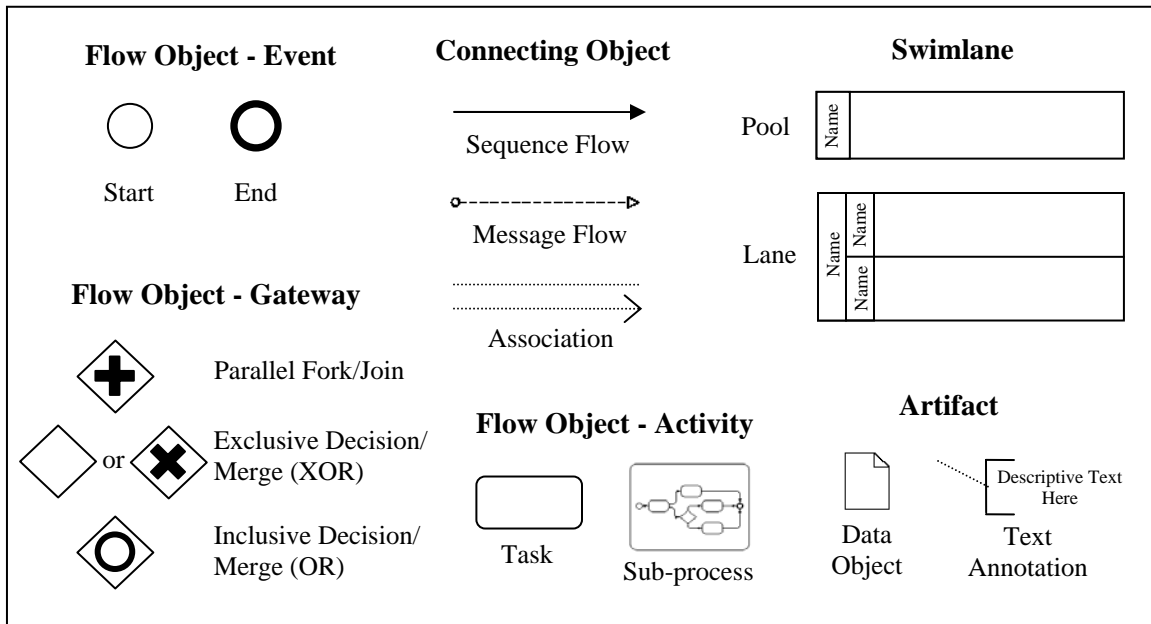 Flow Object - Event
Start
End
Connecting Object
Sequence Flow
Message Flow
Association
Swimlane
Pool
Name
Lane
Name
Name
Name
Flow Object - Gateway
Parallel Fork/Join
or
Exclusive Decision/
Merge (XOR)
Inclusive Decision/
Merge (OR)
Flow Object - Activity
Task
Sub-process
Artifact
Data
Object
Descriptive Text
Here
Text
Annotation